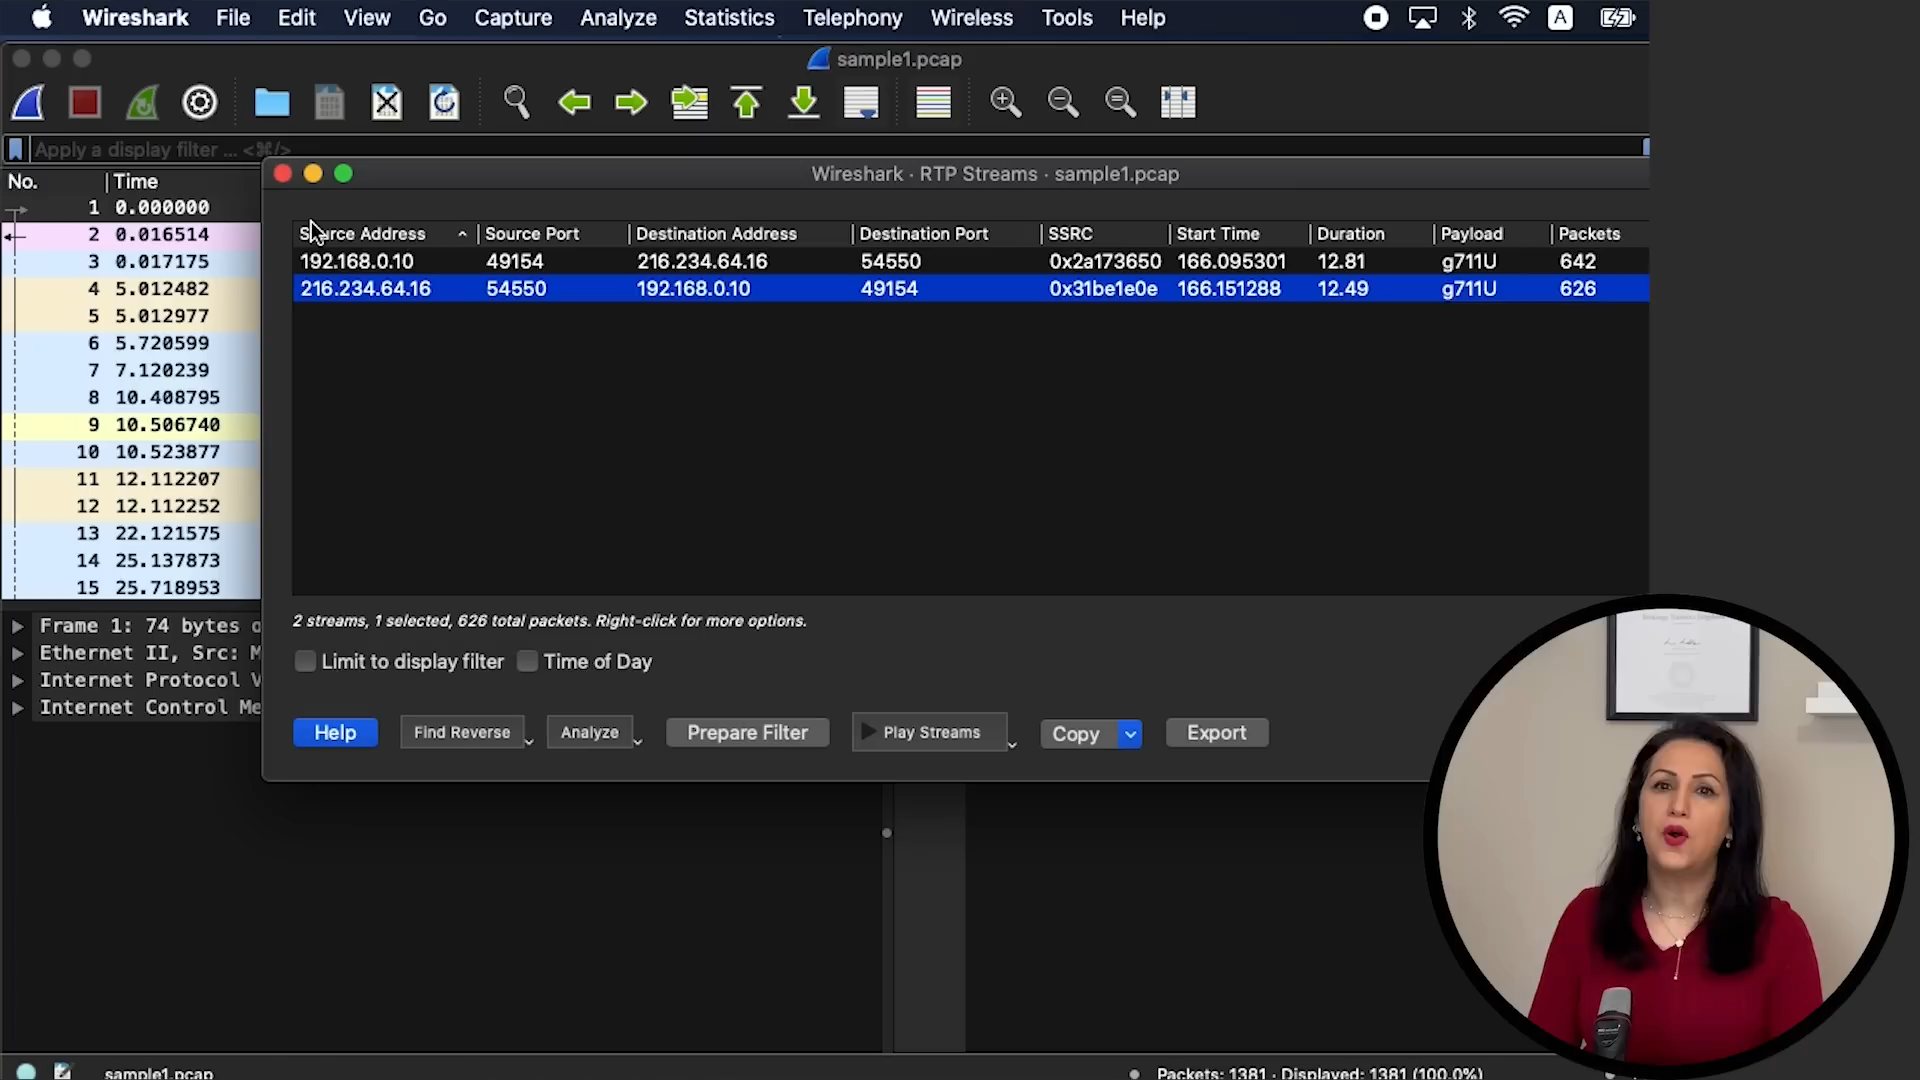 Wireshark File Edit View Go Capture Analyze Statistics Telephony Wireless Tools Help A
sample1.pcap
Apply a display filter ... <⌘/>
No. Time
1 0.000000
2 0.016514
3 0.017175
4 5.012482
5 5.012977
6 5.720599
7 7.120239
8 10.408795
9 10.506740
10 10.523877
11 12.112207
12 12.112252
13 22.121575
14 25.137873
15 25.718953
Frame 1: 74 bytes o
Ethernet II, Src: M
Internet Protocol V
Internet Control Me
Wireshark · RTP Streams · sample1.pcap
Source Address Source Port Destination Address Destination Port SSRC Start Time Duration Payload Packets
192.168.0.10 49154 216.234.64.16 54550 0x2a173650 166.095301 12.81 g711U 642
216.234.64.16 54550 192.168.0.10 49154 0x31be1e0e 166.151288 12.49 g711U 626
2 streams, 1 selected, 626 total packets. Right-click for more options.
Limit to display filter Time of Day
Help Find Reverse Analyze Prepare Filter Play Streams Copy Export
sample1.pcap Packets: 1381 · Displayed: 1381 (100.0%)